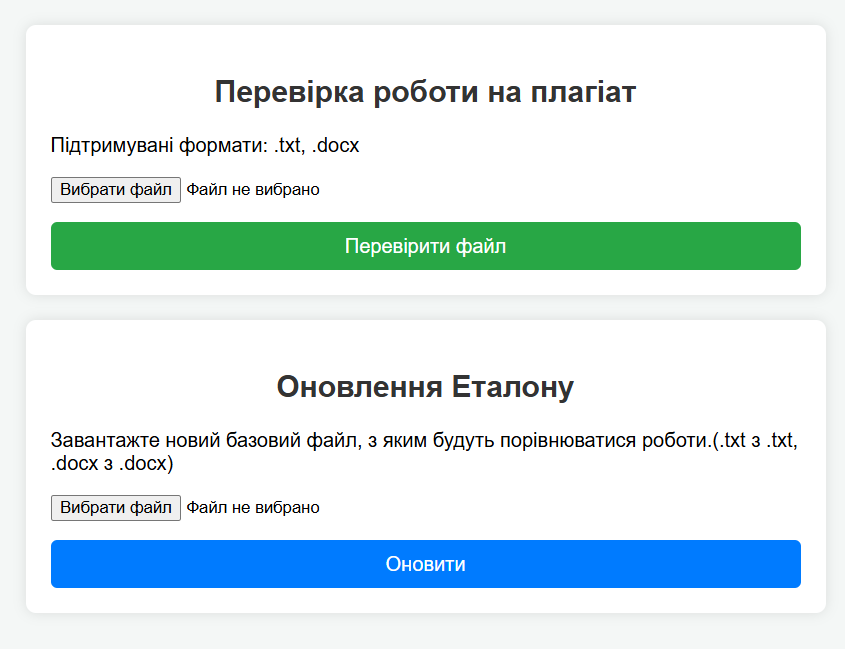 Перевірка роботи на плагіат
Підтримувані формати: .txt, .docx
Вибрати файл Файл не вибрано
Перевірити файл
Оновлення Еталону
Завантажте новий базовий файл, з яким будуть порівнюватися роботи.(.txt з .txt,
.docx з .docx)
Вибрати файл Файл не вибрано
Оновити